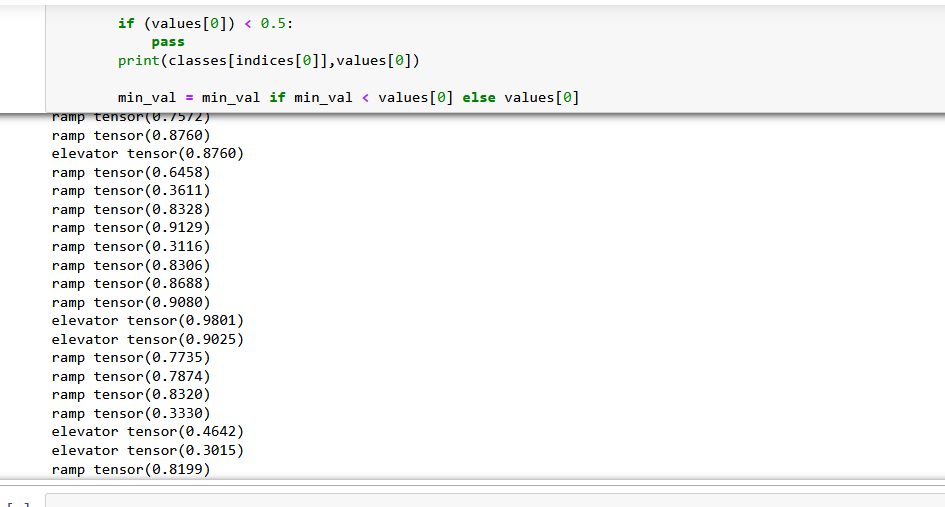 if (values[0]) < 0.5:
pass
print(classes[indices[0]],values[0])
min_val = min_val if min_val < values[0] else values[0]
ramp tensor(0.7572)
ramp tensor(0.8760)
elevator tensor(0.8760)
ramp tensor(0.6458)
ramp tensor(0.3611)
ramp tensor(0.8328)
ramp tensor(0.9129)
ramp tensor(0.3116)
ramp tensor(0.8306)
ramp tensor(0.8688)
ramp tensor(0.9080)
elevator tensor(0.9801)
elevator tensor(0.9025)
ramp tensor(0.7735)
ramp tensor(0.7874)
ramp tensor(0.8320)
ramp tensor(0.3330)
elevator tensor(0.4642)
elevator tensor(0.3015)
ramp tensor(0.8199)
[ ]